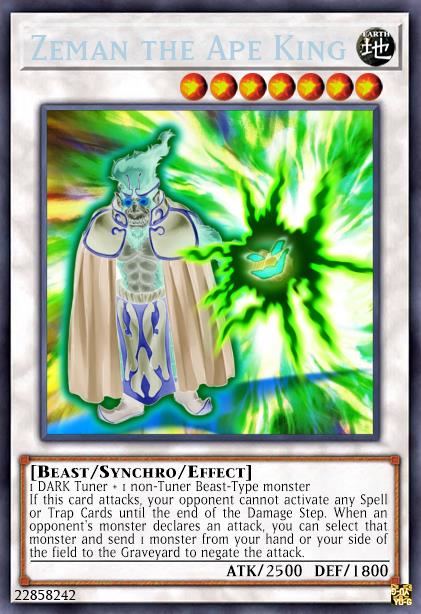 Zeman the Ape King
EARTH
地
[Beast/Synchro/Effect]
1 DARK Tuner + 1 non-Tuner Beast-Type monster
If this card attacks, your opponent cannot activate any Spell
or Trap Cards until the end of the Damage Step. When an
opponent's monster declares an attack, you can select that
monster and send 1 monster from your hand or your side of
the field to the Graveyard to negate the attack.
ATK/2500 DEF/1800
22858242